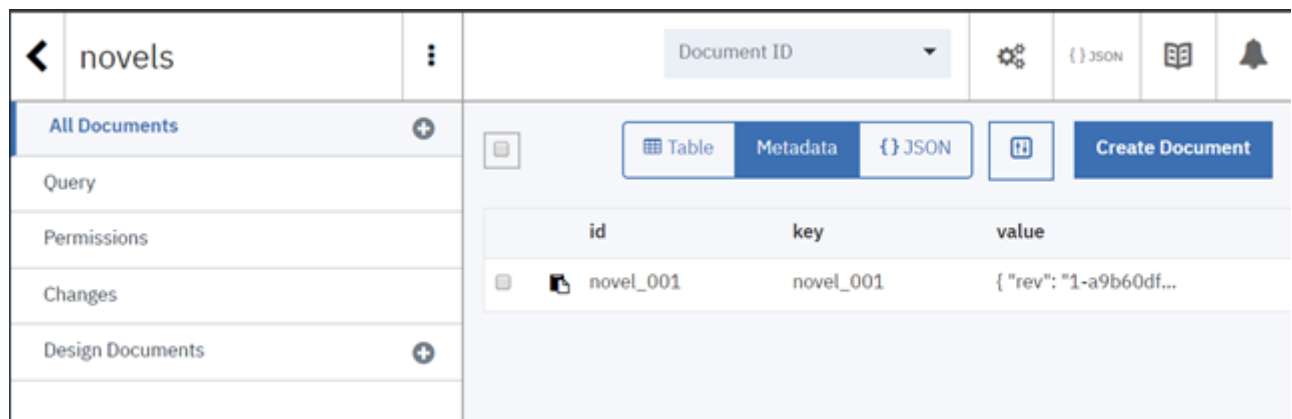 novels
Document ID
{ } JSON
All Documents
Query
Permissions
Changes
Design Documents
Table
Metadata
{ } JSON
Create Document
id key value
novel_001 novel_001 { "rev": "1-a9b60df...